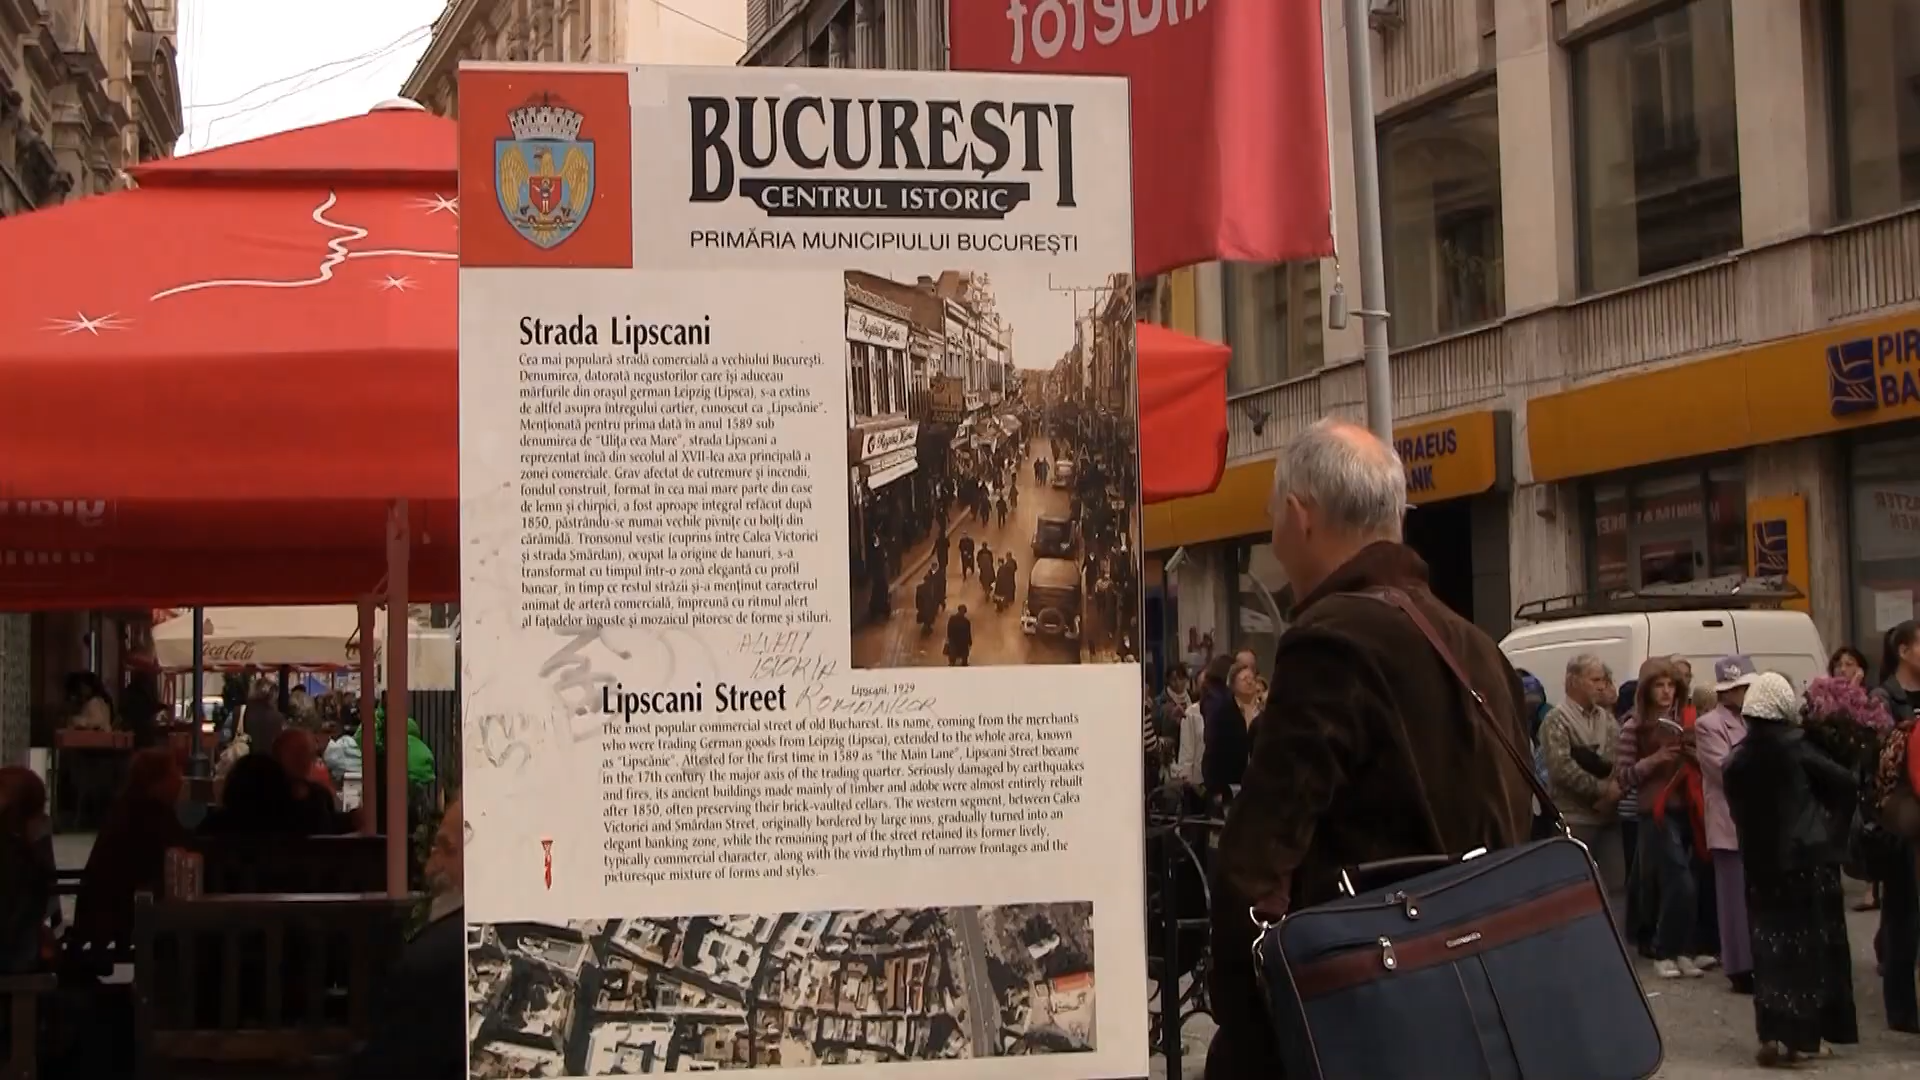 BUCUREȘTI
CENTRUL ISTORIC
PRIMĂRIA MUNICIPIULUI BUCUREȘTI
Strada Lipscani
Cea mai populară stradă comercială a vechiului București.
Denumirea, datorată negustorilor care își aduceau
mărfurile din orașul german Leipzig (Lipsca), s-a extins
de altfel asupra întregului cartier, cunoscut ca „Lipscănie”.
Menționată pentru prima dată în anul 1589 sub
denumirea de “Ulița cea Mare”, strada Lipscani a
reprezentat încă din secolul al XVII-lea axa principală a
zonei comerciale. Grav afectat de cutremure și incendii,
fondul construit, format în cea mai mare parte din case
de lemn și chirpici, a fost aproape integral refăcut după
1850, păstrându-se numai vechile pivnițe cu bolți din
cărămidă. Tronsonul vestic (cuprins între Calea Victoriei
și strada Smârdan), ocupat la origine de hanuri, s-a
transformat cu timpul într-o zonă elegantă cu profil
bancar, în timp ce restul străzii și-a menținut caracterul
animat de arteră comercială, împreună cu ritmul alert
al fațadelor înguste și mozaicul pitoresc de forme și stiluri.
ISTORIA
Lipscani, 1929
Lipscani Street
The most popular commercial street of old Bucharest. Its name, coming from the merchants
who were trading German goods from Leipzig (Lipsca), extended to the whole area, known
as “Lipscănie”. Attested for the first time in 1589 as “the Main Lane”, Lipscani Street became
in the 17th century the major axis of the trading quarter. Seriously damaged by earthquakes
and fires, its ancient buildings made mainly of timber and adobe were almost entirely rebuilt
after 1850, often preserving their brick-vaulted cellars. The western segment, between Calea
Victoriei and Smârdan Street, originally bordered by large inns, gradually turned into an
elegant banking zone, while the remaining part of the street retained its former lively,
typically commercial character, along with the vivid rhythm of narrow frontages and the
picturesque mixture of forms and styles.
Regina Maria
Coca-Cola
PIR
BA
IRAEUS
ANK